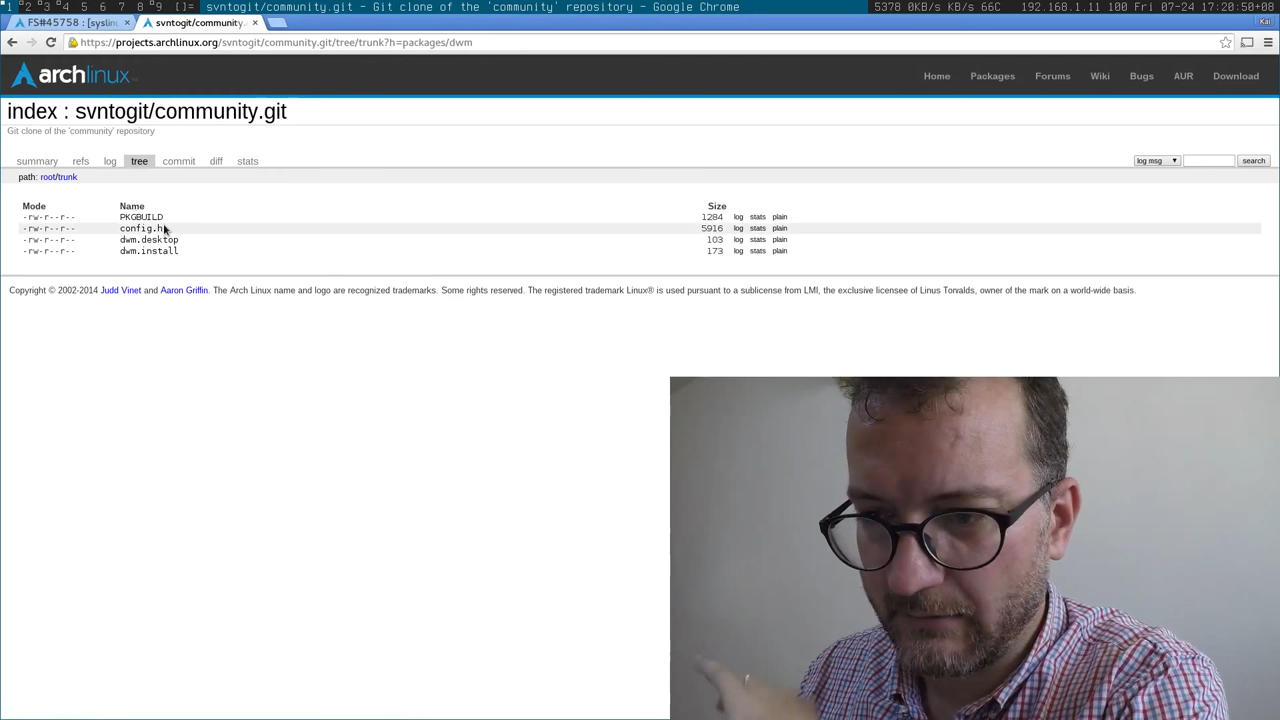 1 2 3 4 5 6 7 8 9 []= svntogit/community.git - Git clone of the 'community' repository - Google Chrome 5378 0KB/s KB/s 66C 192.168.1.11 100 Fri 07-24 17:20:50+08
FS#45758 : [syslin × svntogit/community. × Kai
https://projects.archlinux.org/svntogit/community.git/tree/trunk?h=packages/dwm
archlinux Home Packages Forums Wiki Bugs AUR Download
index : svntogit/community.git
Git clone of the 'community' repository
summary refs log tree commit diff stats log msg search
path: root/trunk
Mode Name Size
-rw-r--r-- PKGBUILD 1284 log stats plain
-rw-r--r-- config.h 5916 log stats plain
-rw-r--r-- dwm.desktop 103 log stats plain
-rw-r--r-- dwm.install 173 log stats plain
Copyright © 2002-2014 Judd Vinet and Aaron Griffin. The Arch Linux name and logo are recognized trademarks. Some rights reserved. The registered trademark Linux® is used pursuant to a sublicense from LMI, the exclusive licensee of Linus Torvalds, owner of the mark on a world-wide basis.